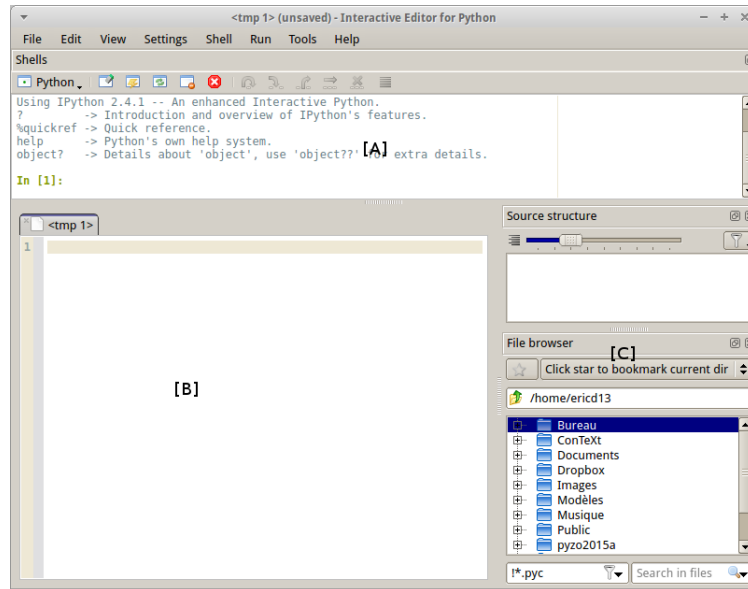 <tmp 1> (unsaved) - Interactive Editor for Python
File Edit View Settings Shell Run Tools Help
Shells
Python
Using IPython 2.4.1 -- An enhanced Interactive Python.
? -> Introduction and overview of IPython's features.
%quickref -> Quick reference.
help -> Python's own help system.
object? -> Details about 'object', use 'object??' for extra details.
[A]
In [1]:
<tmp 1>
1
[B]
Source structure
File browser
[C]
Click star to bookmark current dir
/home/ericd13
Bureau
ConTeXt
Documents
Dropbox
Images
Modèles
Musique
Public
pyzo2015a
!*.pyc
Search in files